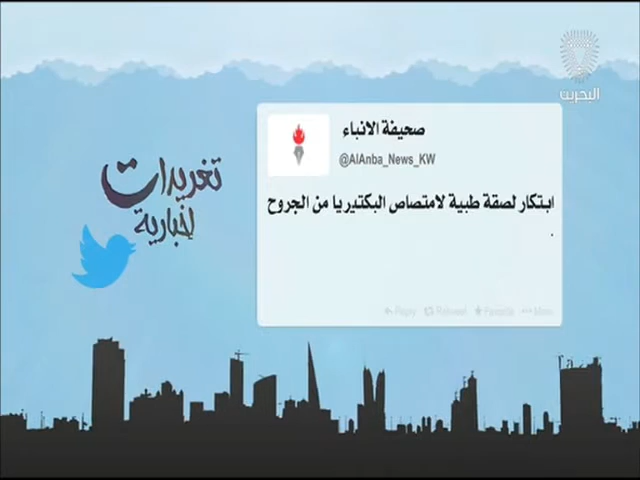 البحرين
صحيفة الانباء
@AlAnba_News_KW
تغريدات
إخبارية
ابتكار لصقة طبية لامتصاص البكتيريا من الجروح
.
Reply Retweet Favorite More